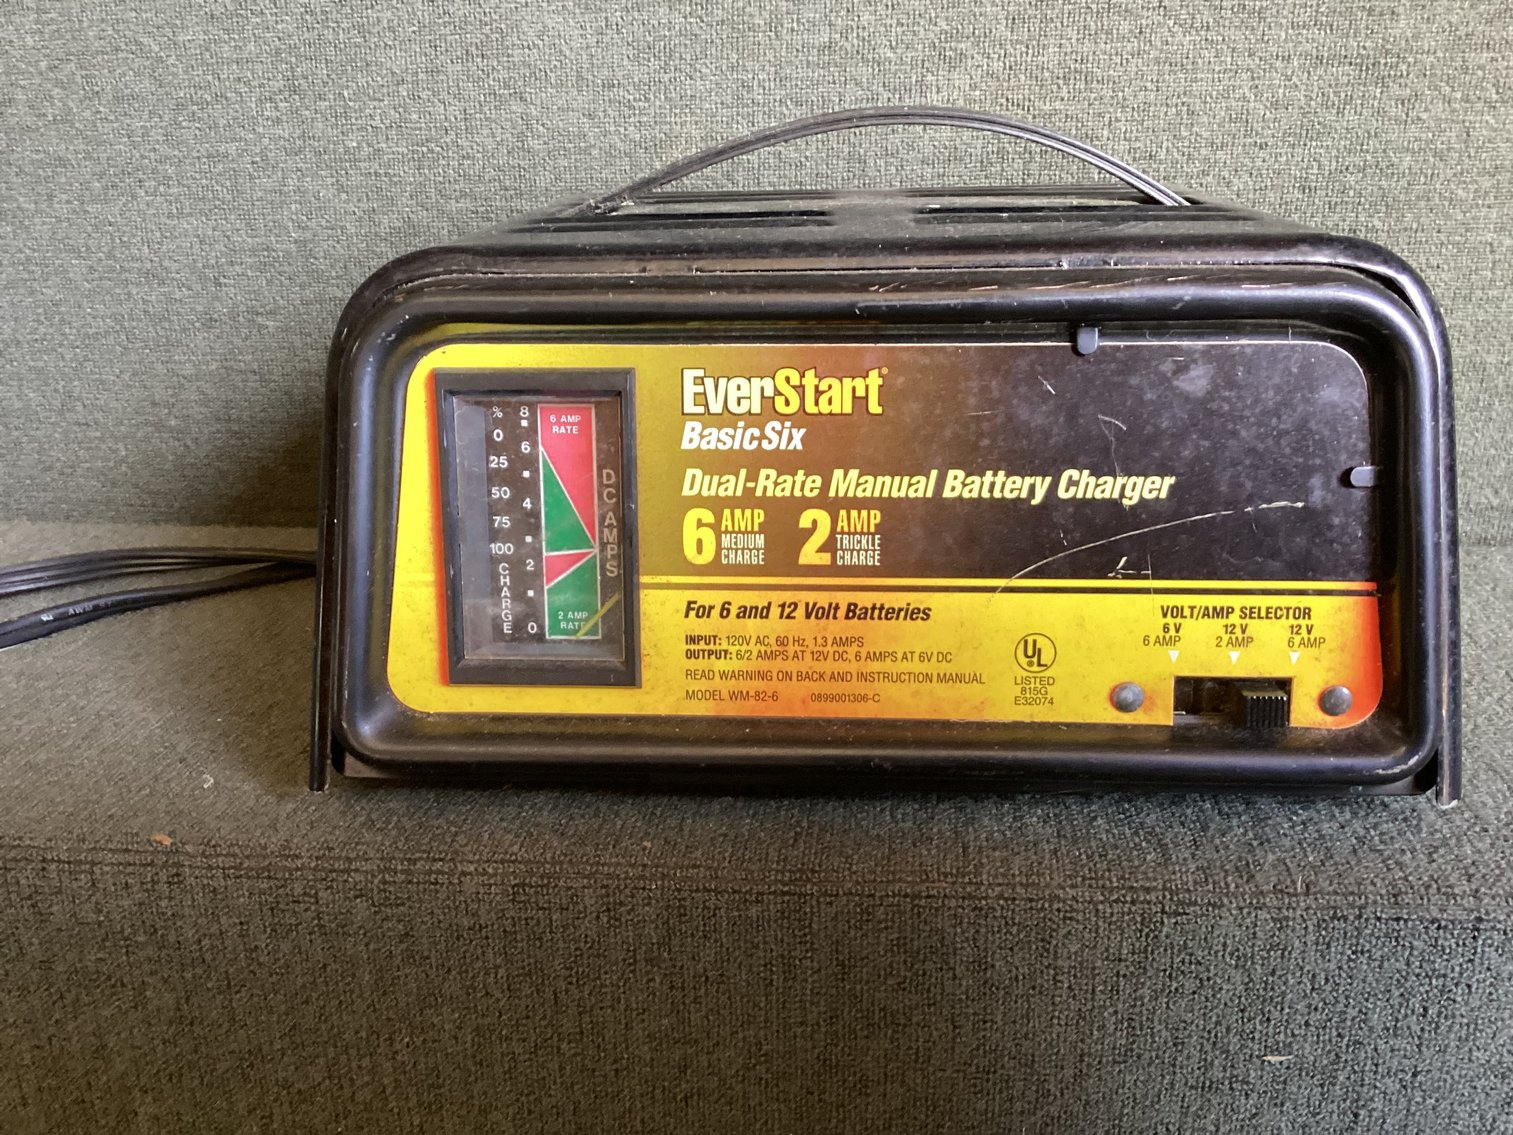 % 8
0
6
25
50 4
75
100
2
CHARGE
0
6 AMP
RATE
2 AMP
RATE
DC AMPS
EverStart®
Basic Six
Dual-Rate Manual Battery Charger
6 AMP MEDIUM CHARGE 2 AMP TRICKLE CHARGE
For 6 and 12 Volt Batteries
INPUT: 120V AC, 60 Hz, 1.3 AMPS
OUTPUT: 6/2 AMPS AT 12V DC, 6 AMPS AT 6V DC
READ WARNING ON BACK AND INSTRUCTION MANUAL
MODEL WM-82-6 0899001306-C
UL®
LISTED
815G
E32074
VOLT/AMP SELECTOR
6 V 12 V 12 V
6 AMP 2 AMP 6 AMP
AWM